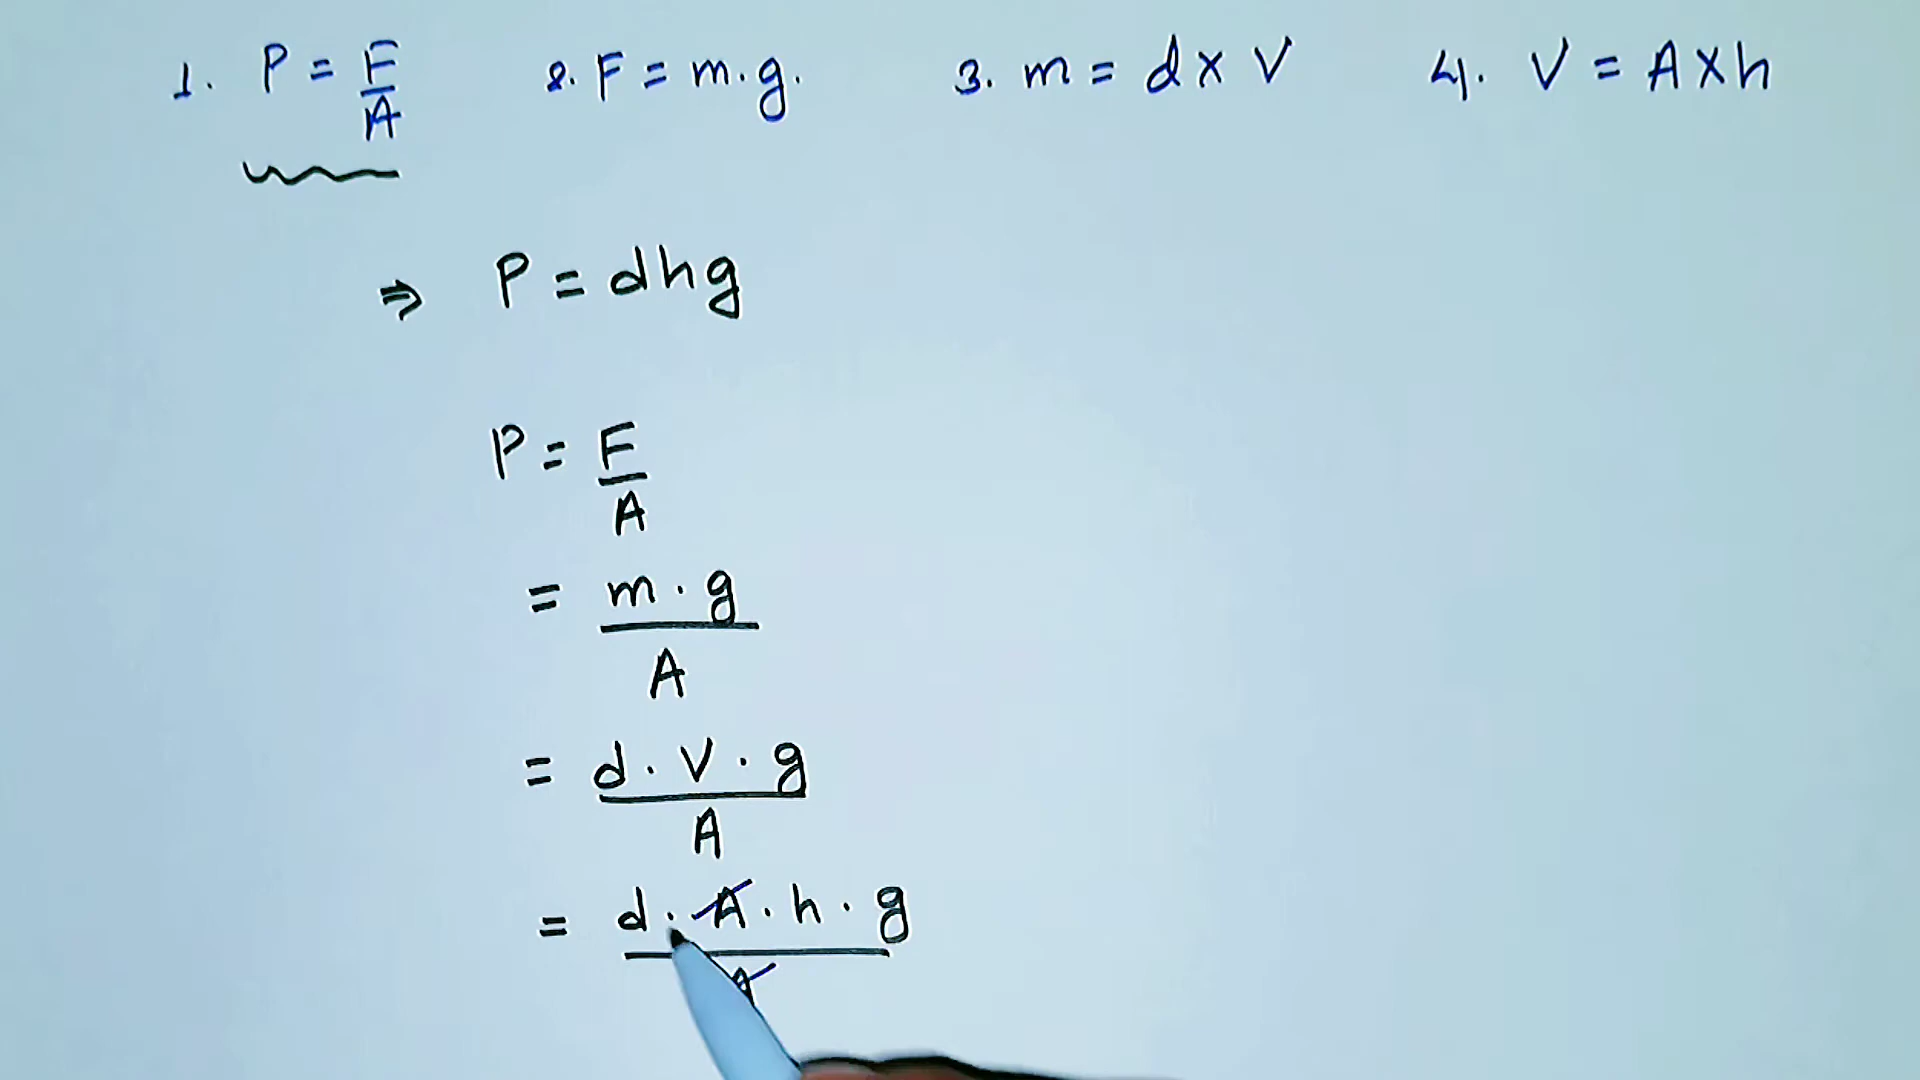 1. P = F/A 2. F = m.g. 3. m = d x V 4. V = A x h
⇒ P = dhg
P = F/A
= m . g / A
= d . V . g / A
= d . A . h . g / A